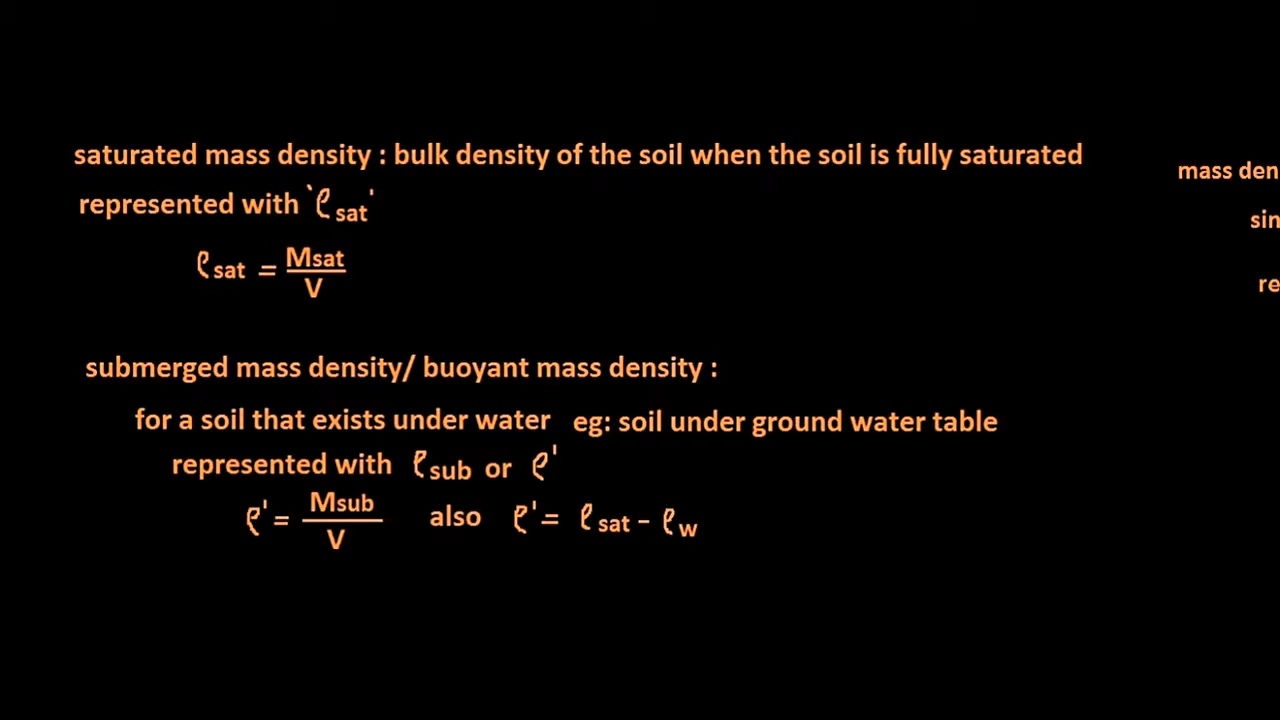 saturated mass density : bulk density of the soil when the soil is fully saturated
represented with `ρsat'
ρsat = Msat/V
submerged mass density/ buoyant mass density :
for a soil that exists under water eg: soil under ground water table
represented with ρsub or ρ'
ρ' = Msub/V also ρ' = ρsat - ρw
mass den
sin
re